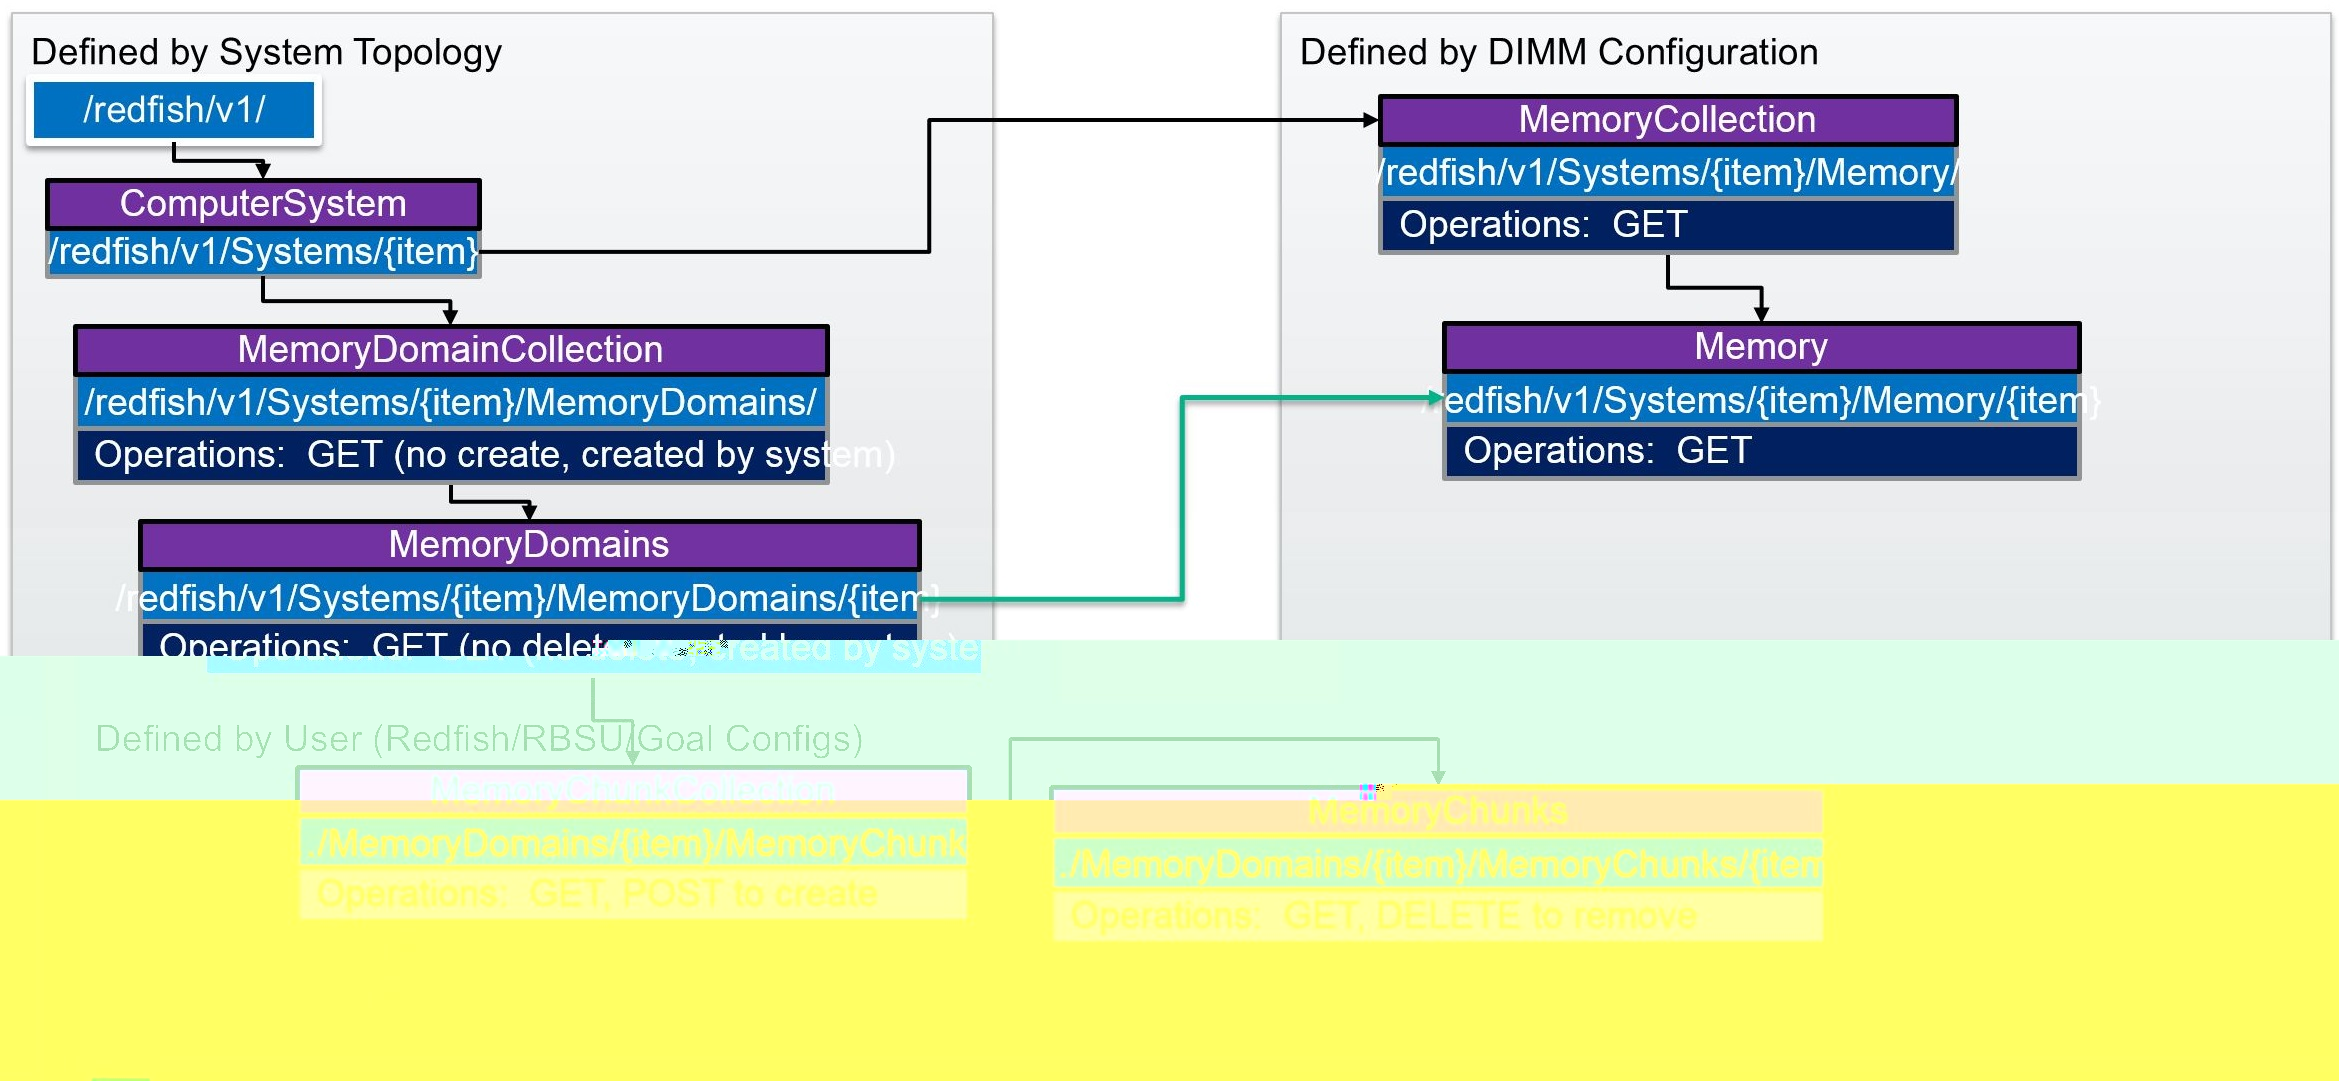 Defined by System Topology
/redfish/v1/
ComputerSystem
/redfish/v1/Systems/{item}
MemoryDomainCollection
/redfish/v1/Systems/{item}/MemoryDomains/
Operations:  GET (no create, created by system)
MemoryDomains
/redfish/v1/Systems/{item}/MemoryDomains/{item}
Operations:  GET (no delete, created by syste
Defined by DIMM Configuration
MemoryCollection
/redfish/v1/Systems/{item}/Memory/
Operations:  GET
Memory
/redfish/v1/Systems/{item}/Memory/{item}
Operations:  GET
Defined by User (Redfish/RBSU/Goal Configs)
MemoryChunkCollection
./MemoryDomains/{item}/MemoryChunk
Operations:  GET, POST to create
MemoryChunks
./MemoryDomains/{item}/MemoryChunks/{item
Operations:  GET, DELETE to remove